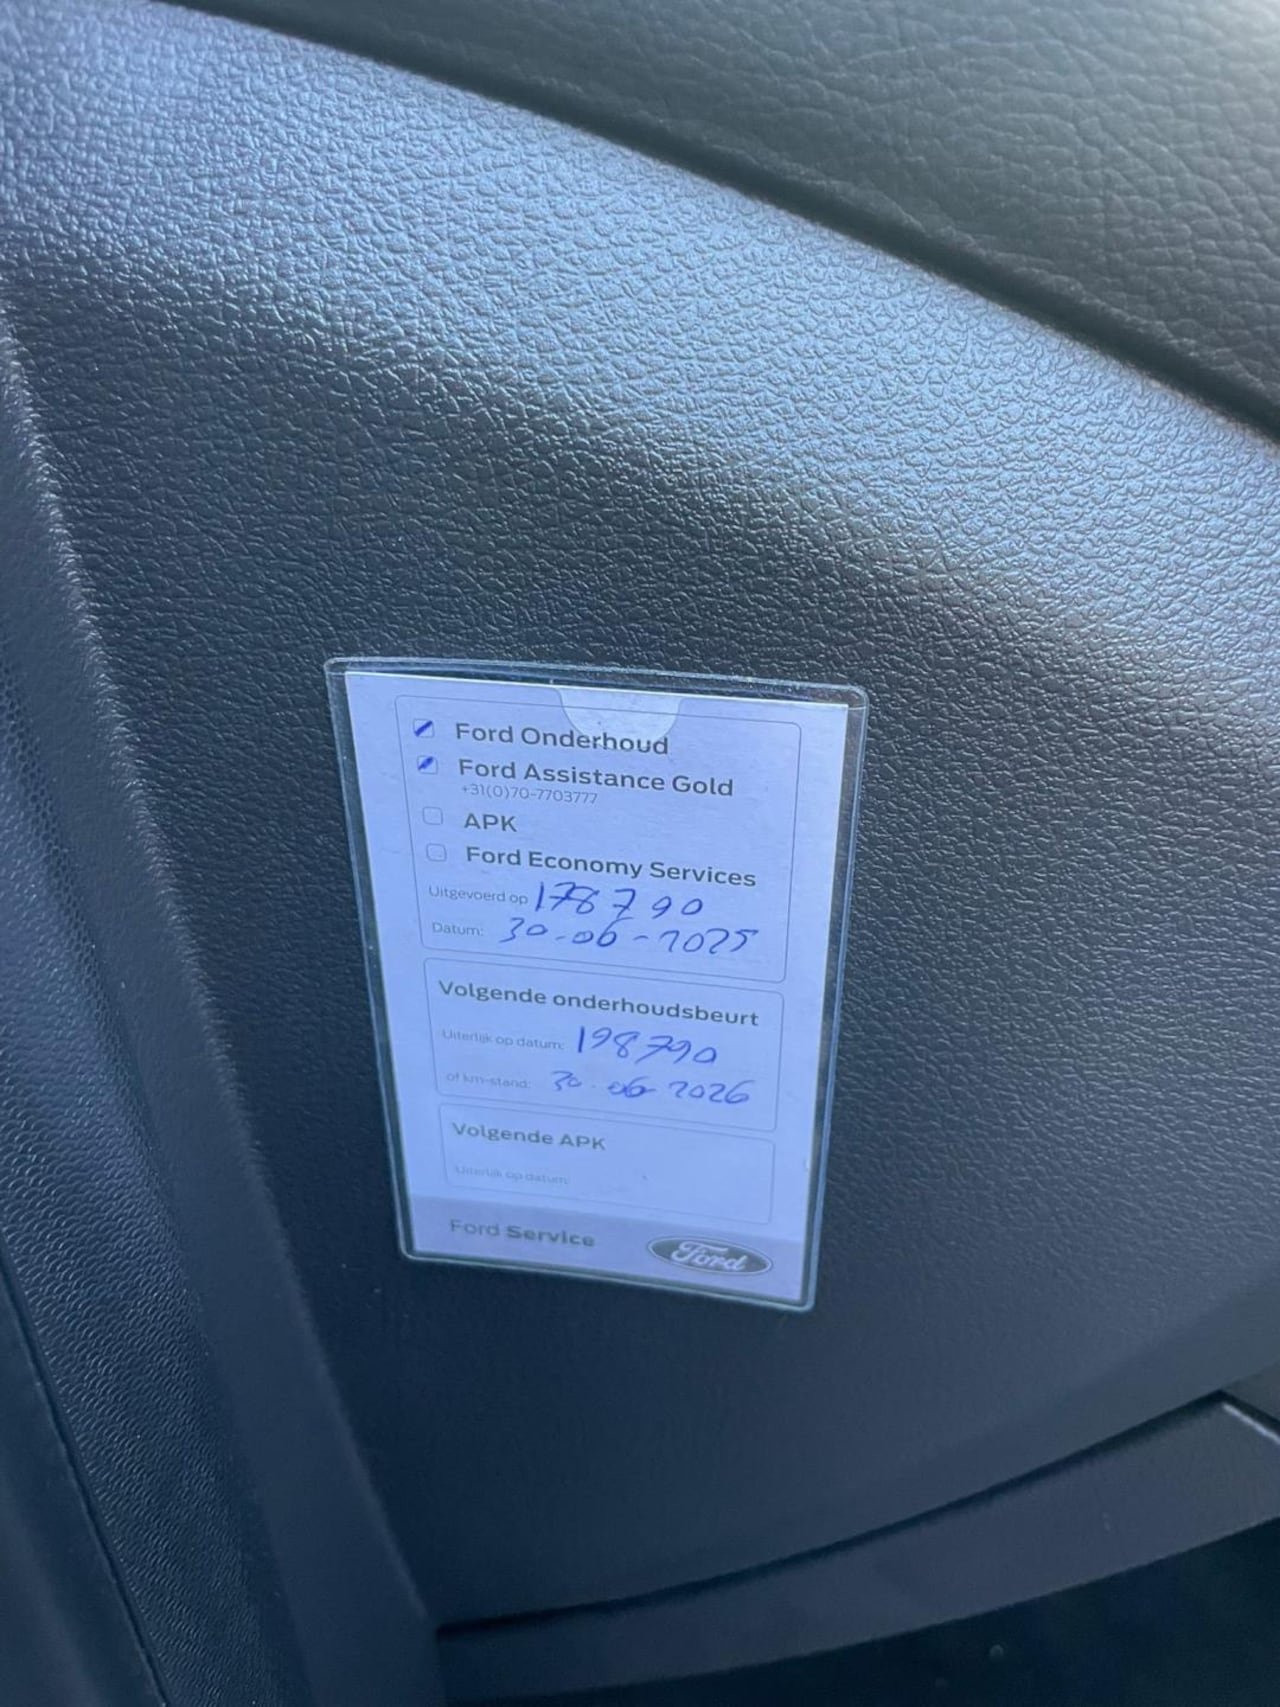 Ford Onderhoud
Ford Assistance Gold
+31(0)70-7703777
APK
Ford Economy Services
Uitgevoerd op 178790
Datum: 30-06-2025
Volgende onderhoudsbeurt
Uiterlijk op datum: 198790
of km-stand: 30-06-2026
Volgende APK
Uiterlijk op datum:
Ford Service
Ford